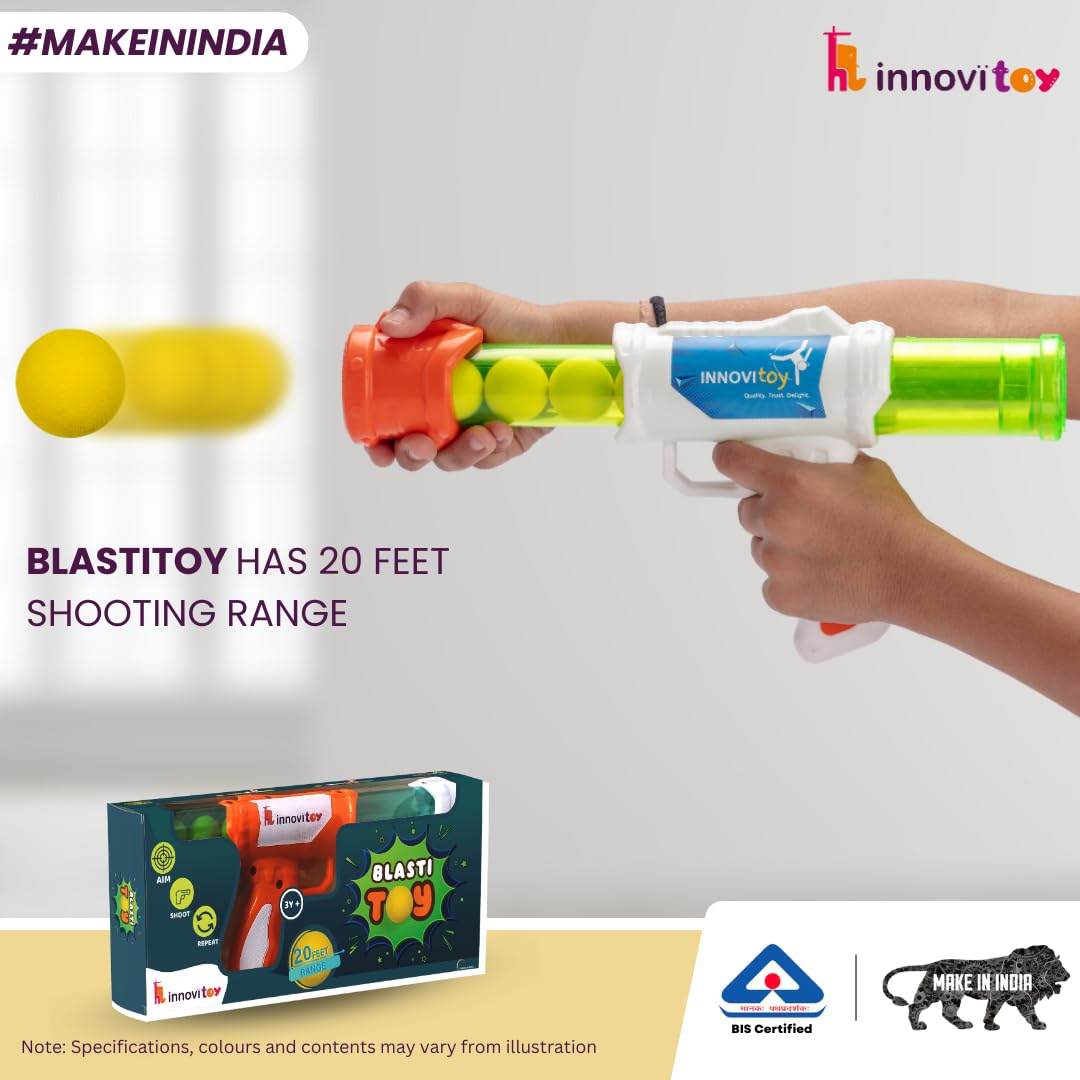 #MAKEININDIA
innovitoy
INNOVItoy
Quality. Trust. Delight.
BLASTITOY HAS 20 FEET
SHOOTING RANGE
innovitoy
AIM
SHOOT
REPEAT
3Y+
BLASTI
TOY
BLASTI
TOY
20 FEET
RANGE
innovitoy
मानकः पथप्रदर्शकः
BIS Certified
MAKE IN INDIA
Note: Specifications, colours and contents may vary from illustration